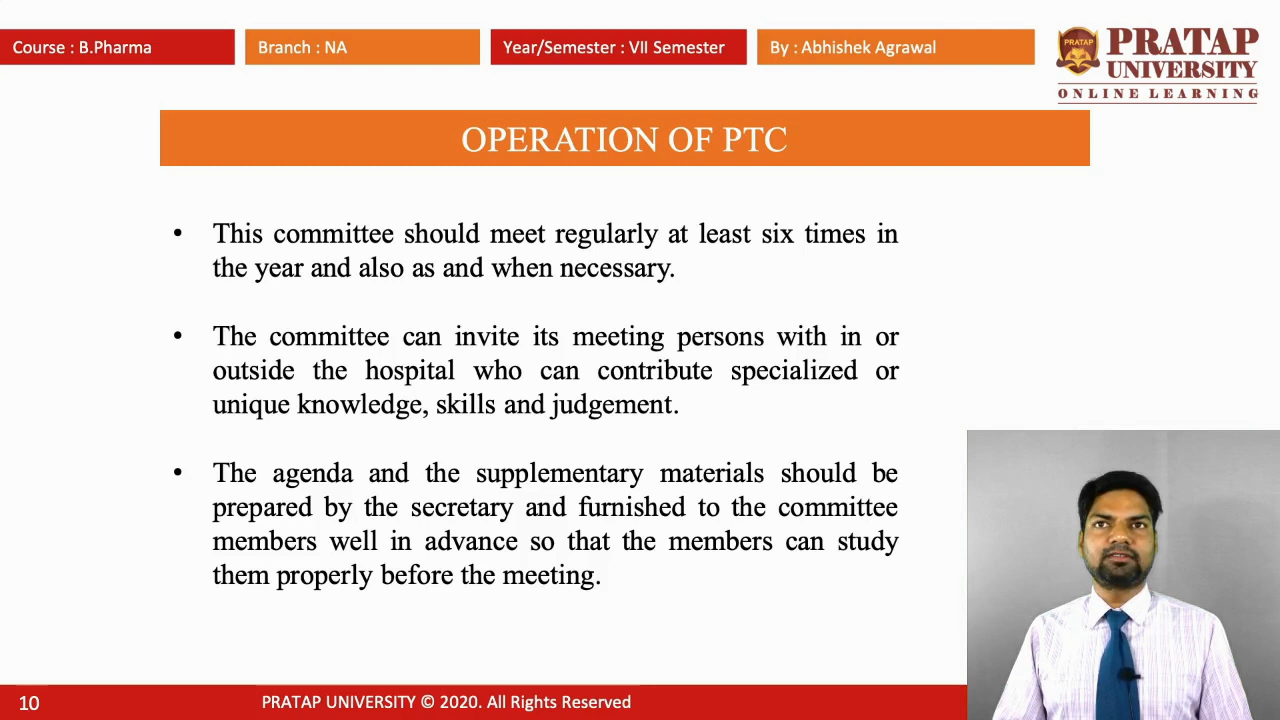 Course : B.Pharma
Branch : NA
Year/Semester : VII Semester
By : Abhishek Agrawal
PRATAP
PRATAP
UNIVERSITY
ONLINE LEARNING
OPERATION OF PTC
• This committee should meet regularly at least six times in
the year and also as and when necessary.
• The committee can invite its meeting persons with in or
outside the hospital who can contribute specialized or
unique knowledge, skills and judgement.
• The agenda and the supplementary materials should be
prepared by the secretary and furnished to the committee
members well in advance so that the members can study
them properly before the meeting.
10
PRATAP UNIVERSITY © 2020. All Rights Reserved